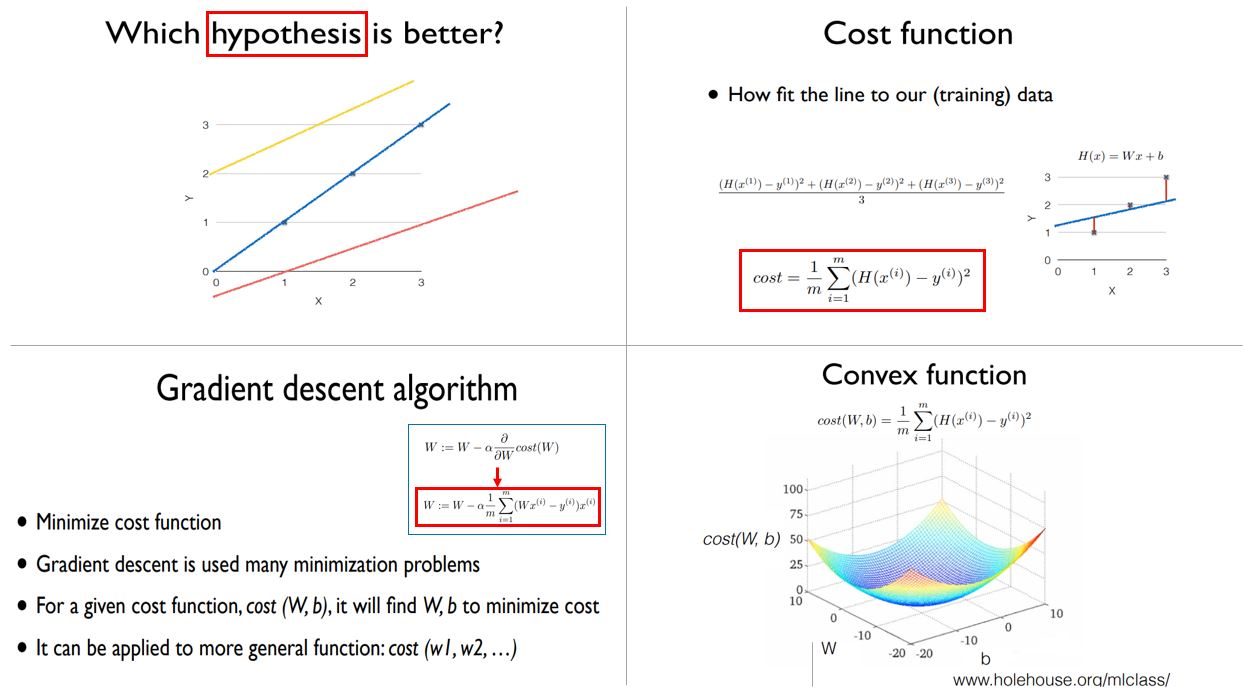 Which hypothesis is better?
3
2
1
0
Y
0 1 2 3
X
Cost function
• How fit the line to our (training) data
(H(x^{(1)}) − y^{(1)})^2 + (H(x^{(2)}) − y^{(2)})^2 + (H(x^{(3)}) − y^{(3)})^2
3
cost = \frac{1}{m} \sum_{i=1}^{m} (H(x^{(i)}) − y^{(i)})^2
H(x) = Wx + b
3
2
1
0
Y
0 1 2 3
X
Gradient descent algorithm
W := W − α \frac{∂}{∂W} cost(W)
W := W − α \frac{1}{m} \sum_{i=1}^{m} (Wx^{(i)} − y^{(i)})x^{(i)}
• Minimize cost function
• Gradient descent is used many minimization problems
• For a given cost function, cost (W, b), it will find W, b to minimize cost
• It can be applied to more general function: cost (w1, w2, …)
Convex function
cost(W, b) = \frac{1}{m} \sum_{i=1}^{m} (H(x^{(i)}) − y^{(i)})^2
100
75
cost(W, b) 50
25
0
10
0
-10
-20
W
-20
-10
0
10
b
www.holehouse.org/mlclass/